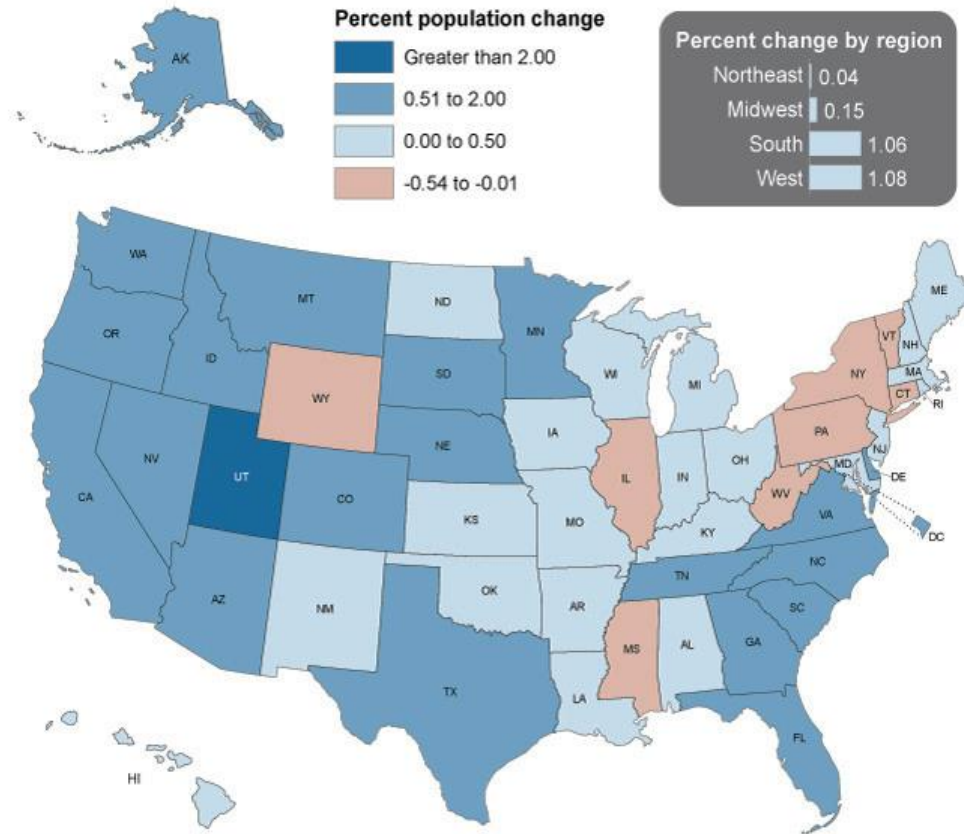 Percent population change
Greater than 2.00
0.51 to 2.00
0.00 to 0.50
-0.54 to -0.01
Percent change by region
Northeast 0.04
Midwest 0.15
South 1.06
West 1.08
AK
WA
MT
ND
MN
ME
OR
ID
SD
WI
MI
VT
NH
NY
MA
CT
RI
WY
IA
NE
PA
NJ
NV
UT
CO
IL
IN
OH
MD
DE
CA
KS
MO
WV
VA
KY
DC
AZ
NM
OK
AR
TN
NC
SC
MS
AL
GA
TX
LA
FL
HI